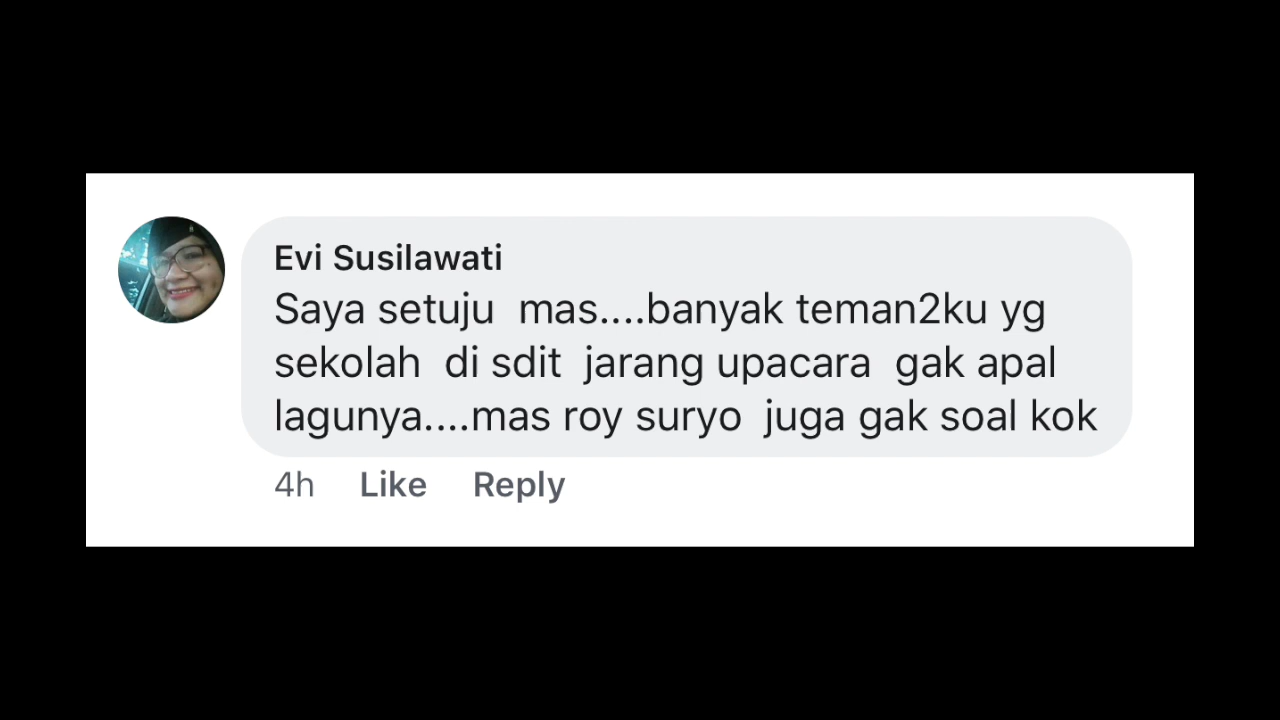 Evi Susilawati
Saya setuju mas....banyak teman2ku yg
sekolah di sdit jarang upacara gak apal
lagunya....mas roy suryo juga gak soal kok
4h Like Reply